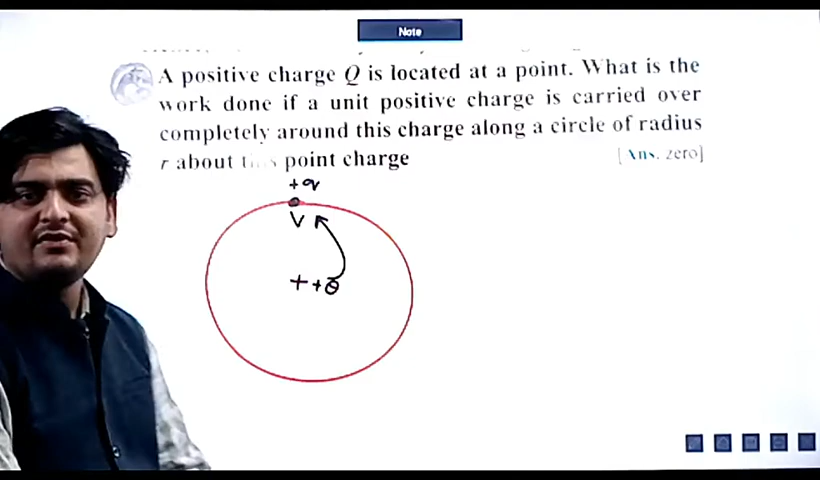 Note
A positive charge Q is located at a point. What is the
work done if a unit positive charge is carried over
completely around this charge along a circle of radius
r about this point charge
[Ans. zero]
+q
V
+ +Q